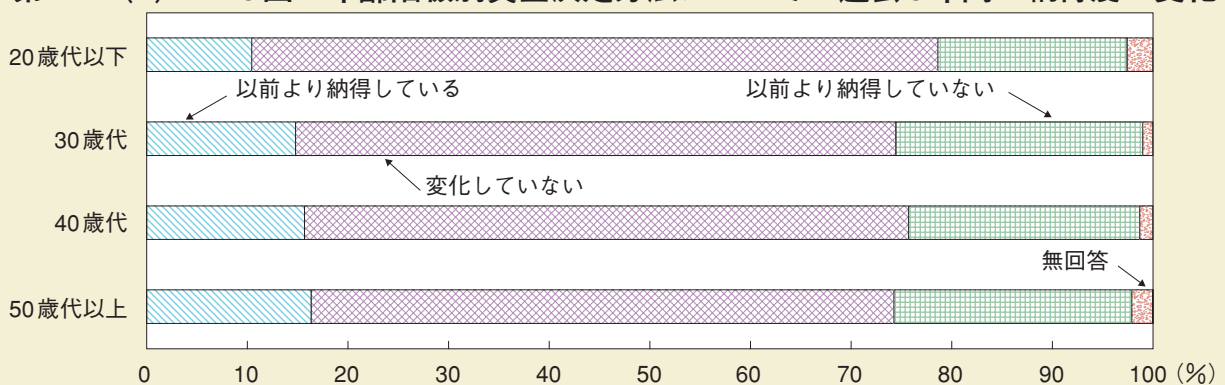 20歳代以下
以前より納得している
以前より納得していない
30歳代
変化していない
40歳代
無回答
50歳代以上
0 10 20 30 40 50 60 70 80 90 100 (%)